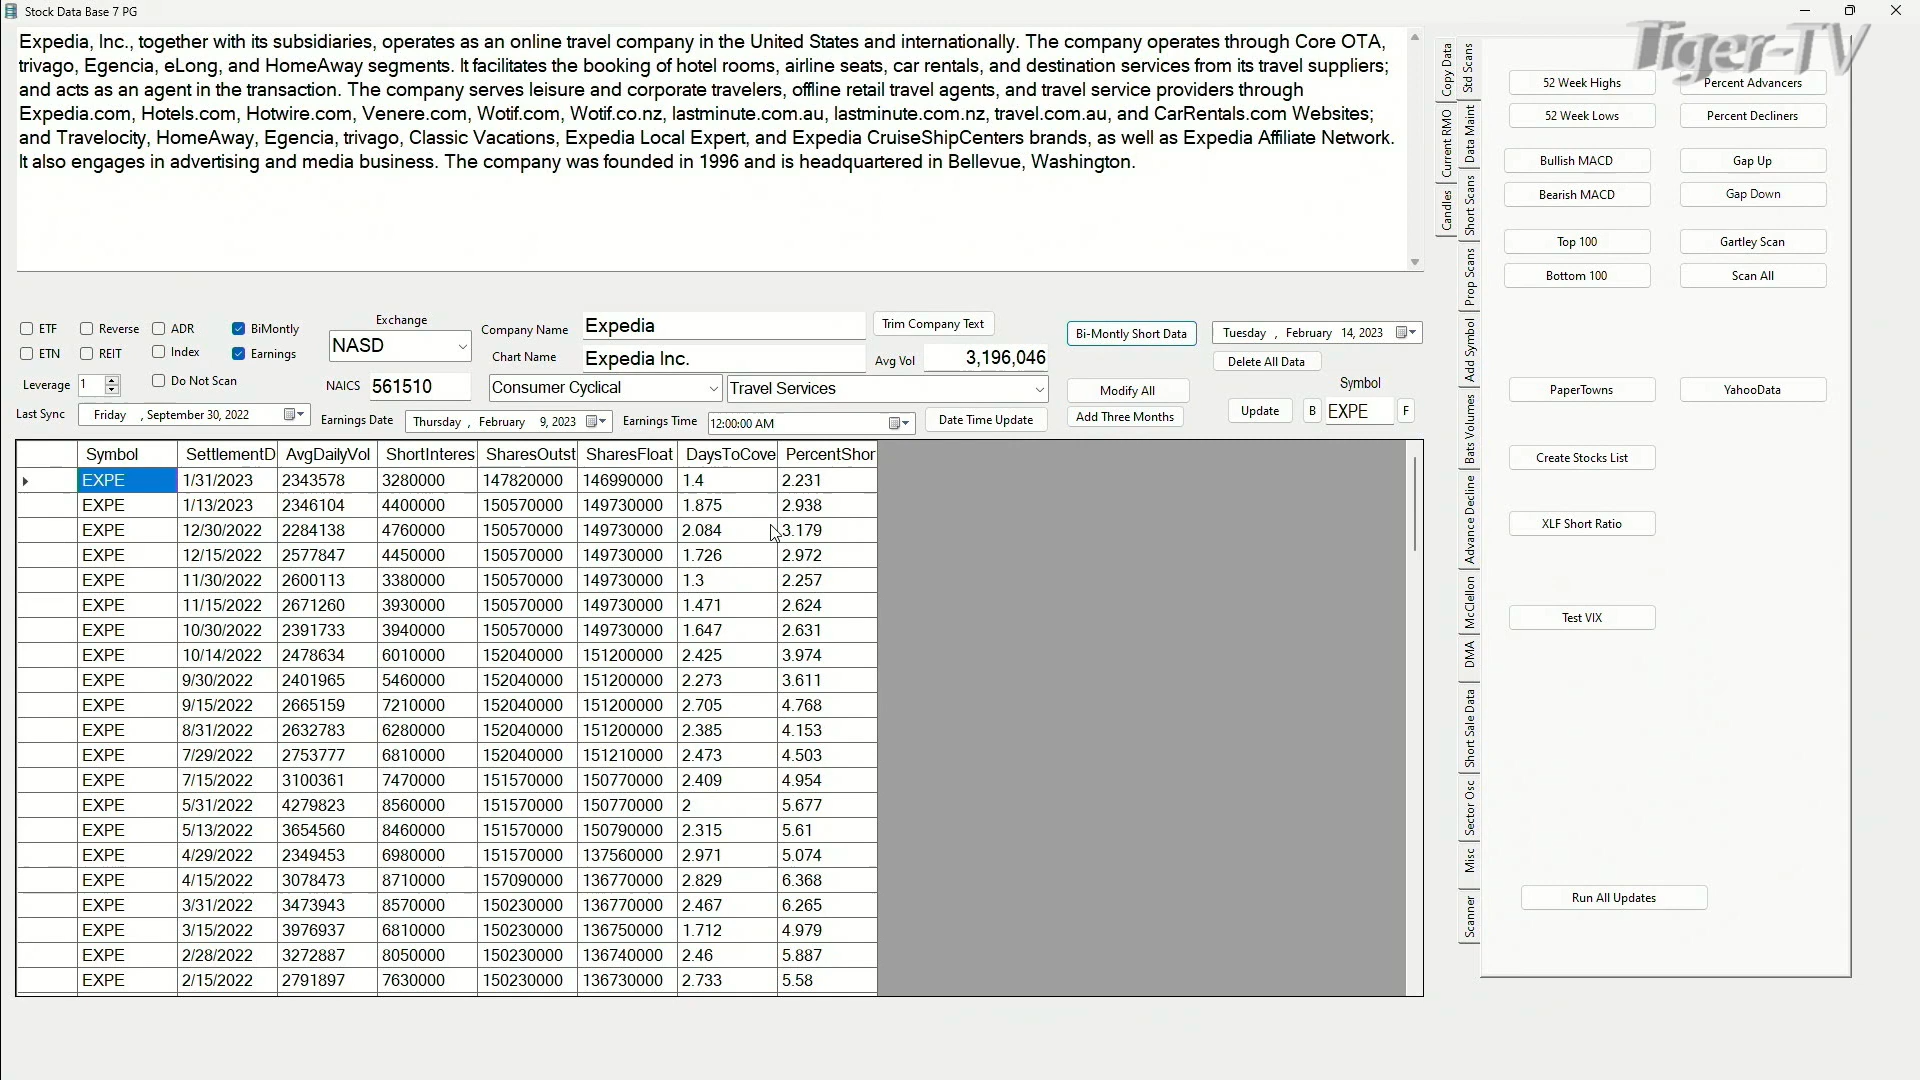 Stock Data Base 7 PG
Tiger-TV
Expedia, Inc., together with its subsidiaries, operates as an online travel company in the United States and internationally. The company operates through Core OTA,
trivago, Egencia, eLong, and HomeAway segments. It facilitates the booking of hotel rooms, airline seats, car rentals, and destination services from its travel suppliers;
and acts as an agent in the transaction. The company serves leisure and corporate travelers, offline retail travel agents, and travel service providers through
Expedia.com, Hotels.com, Hotwire.com, Venere.com, Wotif.com, Wotif.co.nz, lastminute.com.au, lastminute.com.nz, travel.com.au, and CarRentals.com Websites;
and Travelocity, HomeAway, Egencia, trivago, Classic Vacations, Expedia Local Expert, and Expedia CruiseShipCenters brands, as well as Expedia Affiliate Network.
It also engages in advertising and media business. The company was founded in 1996 and is headquartered in Bellevue, Washington.
ETF Reverse ADR BiMontly
ETN REIT Index Earnings
Leverage 1 Do Not Scan
Last Sync Friday , September 30, 2022
Exchange
NASD
NAICS 561510
Company Name Expedia Trim Company Text
Chart Name Expedia Inc. Avg Vol 3,196,046
Consumer Cyclical Travel Services
Earnings Date Thursday , February 9, 2023 Earnings Time 12:00:00 AM Date Time Update
Bi-Montly Short Data Tuesday , February 14, 2023
Delete All Data
Modify All
Symbol
Add Three Months Update B EXPE F
Symbol SettlementD AvgDailyVol ShortInteres SharesOutst SharesFloat DaysToCove PercentShor
EXPE 1/31/2023 2343578 3280000 147820000 146990000 1.4 2.231
EXPE 1/13/2023 2346104 4400000 150570000 149730000 1.875 2.938
EXPE 12/30/2022 2284138 4760000 150570000 149730000 2.084 3.179
EXPE 12/15/2022 2577847 4450000 150570000 149730000 1.726 2.972
EXPE 11/30/2022 2600113 3380000 150570000 149730000 1.3 2.257
EXPE 11/15/2022 2671260 3930000 150570000 149730000 1.471 2.624
EXPE 10/30/2022 2391733 3940000 150570000 149730000 1.647 2.631
EXPE 10/14/2022 2478634 6010000 152040000 151200000 2.425 3.974
EXPE 9/30/2022 2401965 5460000 152040000 151200000 2.273 3.611
EXPE 9/15/2022 2665159 7210000 152040000 151200000 2.705 4.768
EXPE 8/31/2022 2632783 6280000 152040000 151200000 2.385 4.153
EXPE 7/29/2022 2753777 6810000 152040000 151210000 2.473 4.503
EXPE 7/15/2022 3100361 7470000 151570000 150770000 2.409 4.954
EXPE 5/31/2022 4279823 8560000 151570000 150770000 2 5.677
EXPE 5/13/2022 3654560 8460000 151570000 150790000 2.315 5.61
EXPE 4/29/2022 2349453 6980000 151570000 137560000 2.971 5.074
EXPE 4/15/2022 3078473 8710000 157090000 136770000 2.829 6.368
EXPE 3/31/2022 3473943 8570000 150230000 136770000 2.467 6.265
EXPE 3/15/2022 3976937 6810000 150230000 136750000 1.712 4.979
EXPE 2/28/2022 3272887 8050000 150230000 136740000 2.46 5.887
EXPE 2/15/2022 2791897 7630000 150230000 136730000 2.733 5.58
Copy Data
Current RMO
Candles
Std Scans
Data Maint
Short Scans
Prop Scans
Add Symbol
Bats Volumes
Advance Decline
McClellon
DMA
Short Sale Data
Sector Osc
Misc
Scanner
52 Week Highs Percent Advancers
52 Week Lows Percent Decliners
Bullish MACD Gap Up
Bearish MACD Gap Down
Top 100 Gartley Scan
Bottom 100 Scan All
PaperTowns YahooData
Create Stocks List
XLF Short Ratio
Test VIX
Run All Updates